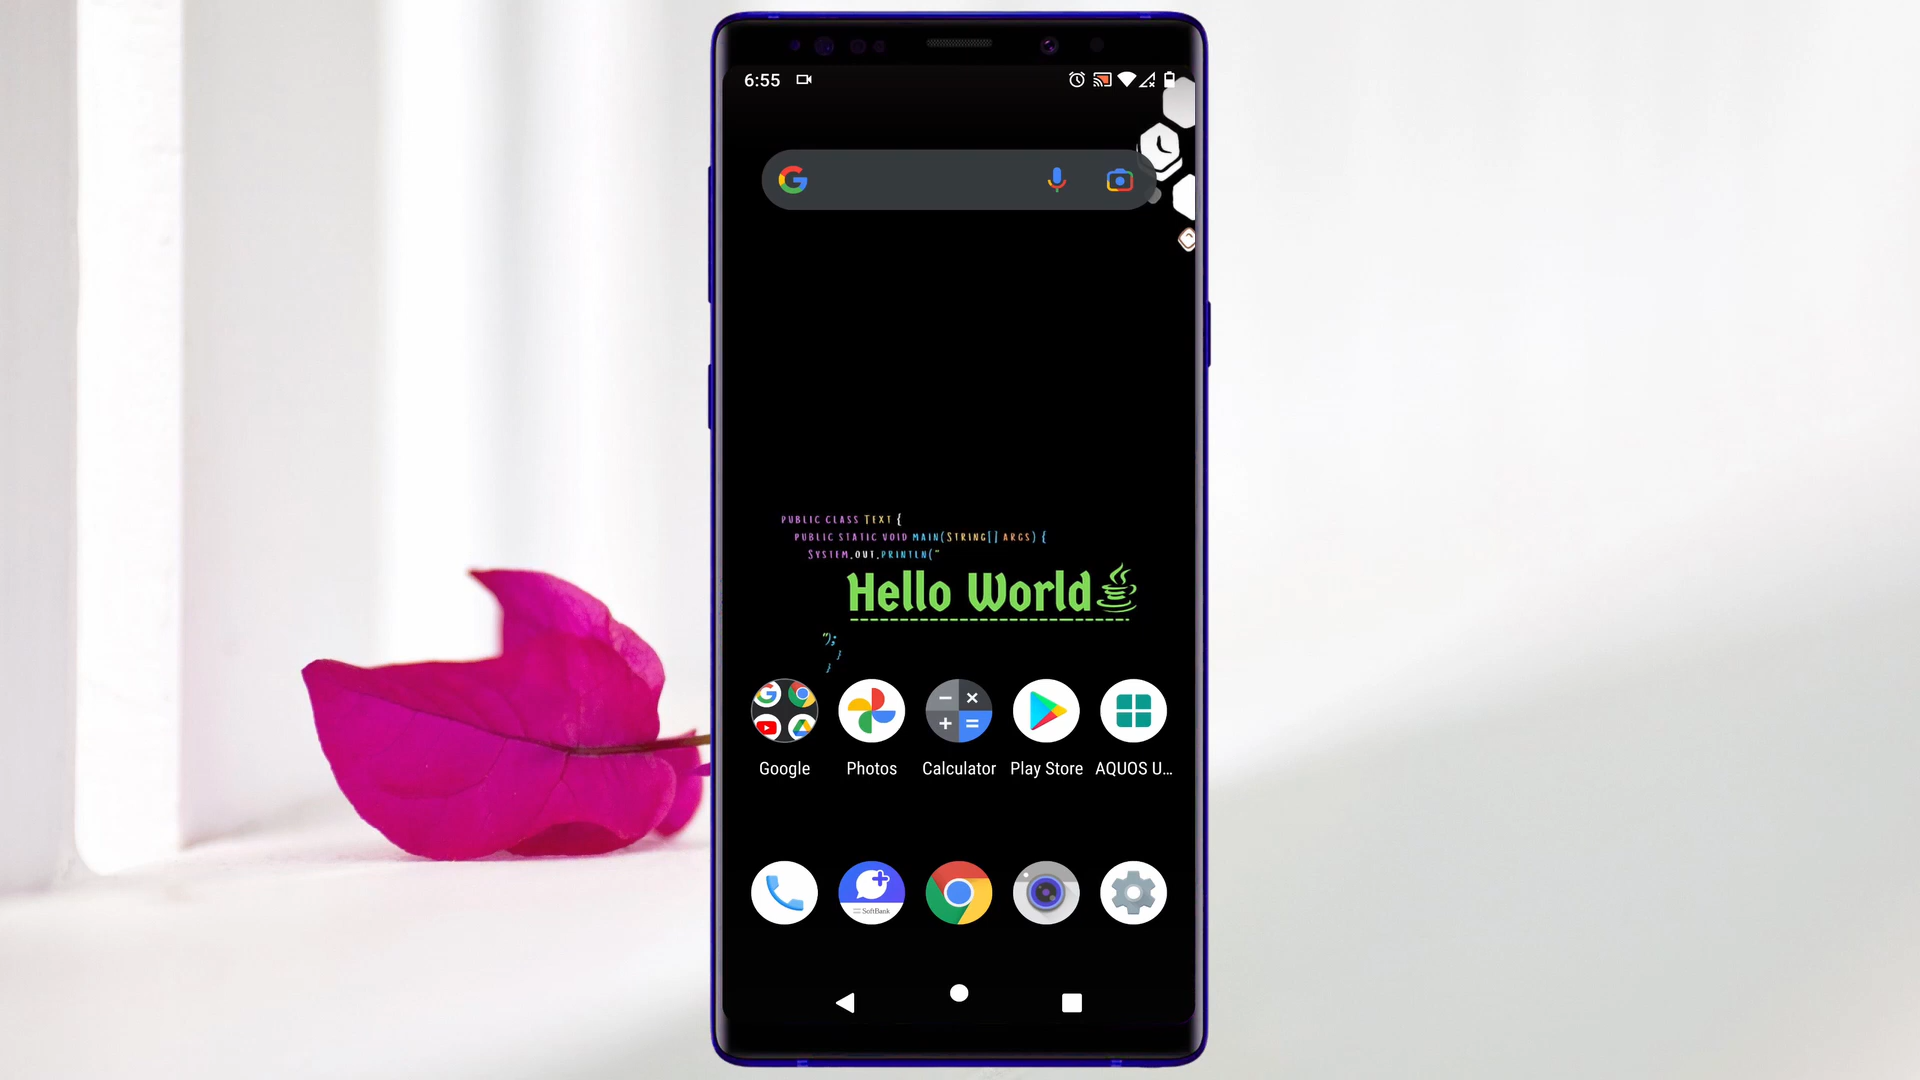 6:55
PUBLIC CLASS TEXT {
PUBLIC STATIC VOID MAIN(STRING[] ARGS) {
SYSTEM.OUT.PRINTLN("
Hello World
");
}
}
Google Photos Calculator Play Store AQUOS U...
SoftBank